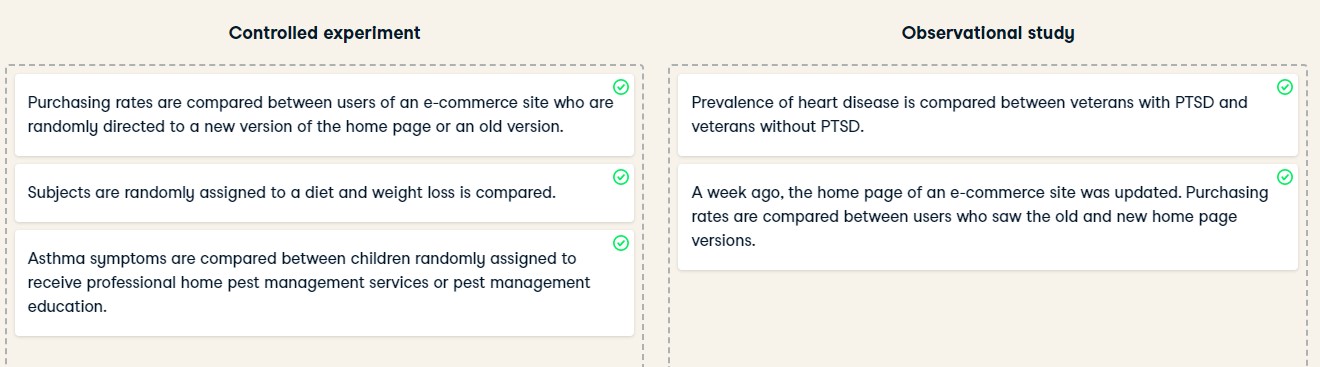 Controlled experiment
Purchasing rates are compared between users of an e-commerce site who are
randomly directed to a new version of the home page or an old version.
Subjects are randomly assigned to a diet and weight loss is compared.
Asthma symptoms are compared between children randomly assigned to
receive professional home pest management services or pest management
education.
Observational study
Prevalence of heart disease is compared between veterans with PTSD and
veterans without PTSD.
A week ago, the home page of an e-commerce site was updated. Purchasing
rates are compared between users who saw the old and new home page
versions.